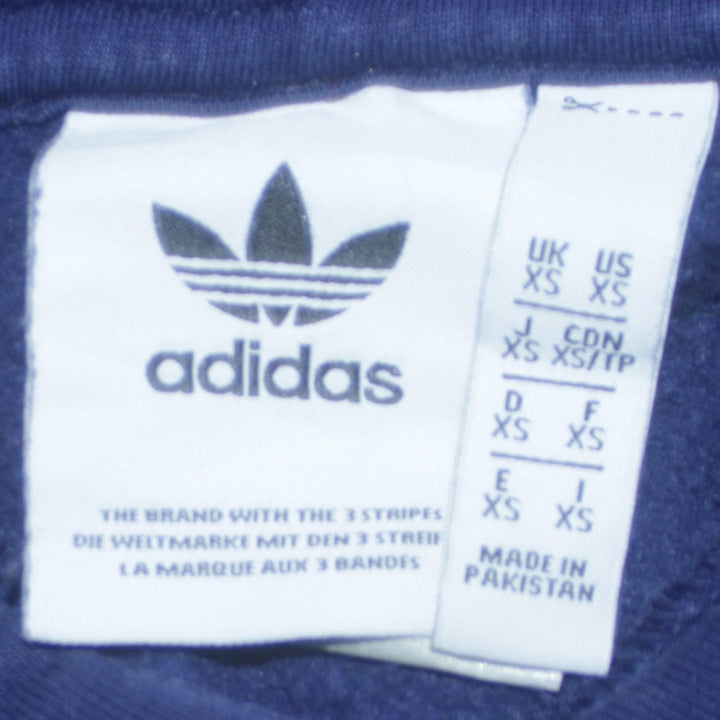 adidas
THE BRAND WITH THE 3 STRIPES
DIE WELTMARKE MIT DEN 3 STREIF
LA MARQUE AUX 3 BANDES
UK US
XS XS
J CDN
XS XS/TP
D F
XS XS
E I
XS XS
MADE IN
PAKISTAN